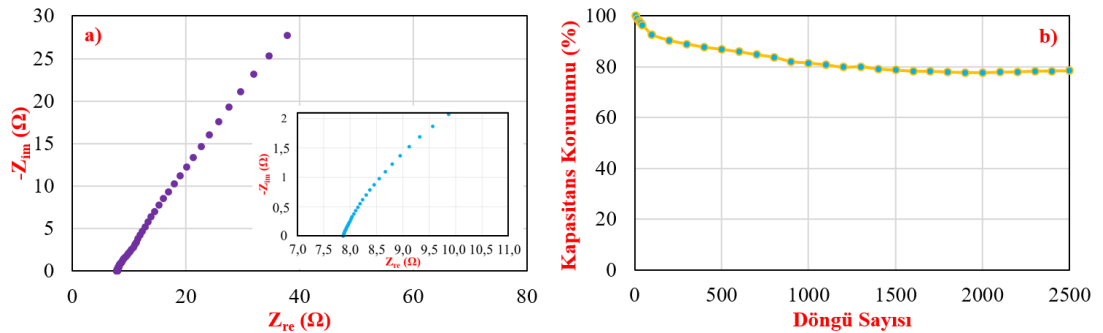 a)
30
25
20
15
10
5
0
-Zim (Ω)
0 20 40 60 80
Zre (Ω)
2
1,5
1
0,5
0
-Zim (Ω)
7,0 7,5 8,0 8,5 9,0 9,5 10,0 10,5 11,0
Zre (Ω)
b)
100
80
60
40
20
0
Kapasitans Korunumu (%)
0 500 1000 1500 2000 2500
Döngü Sayısı